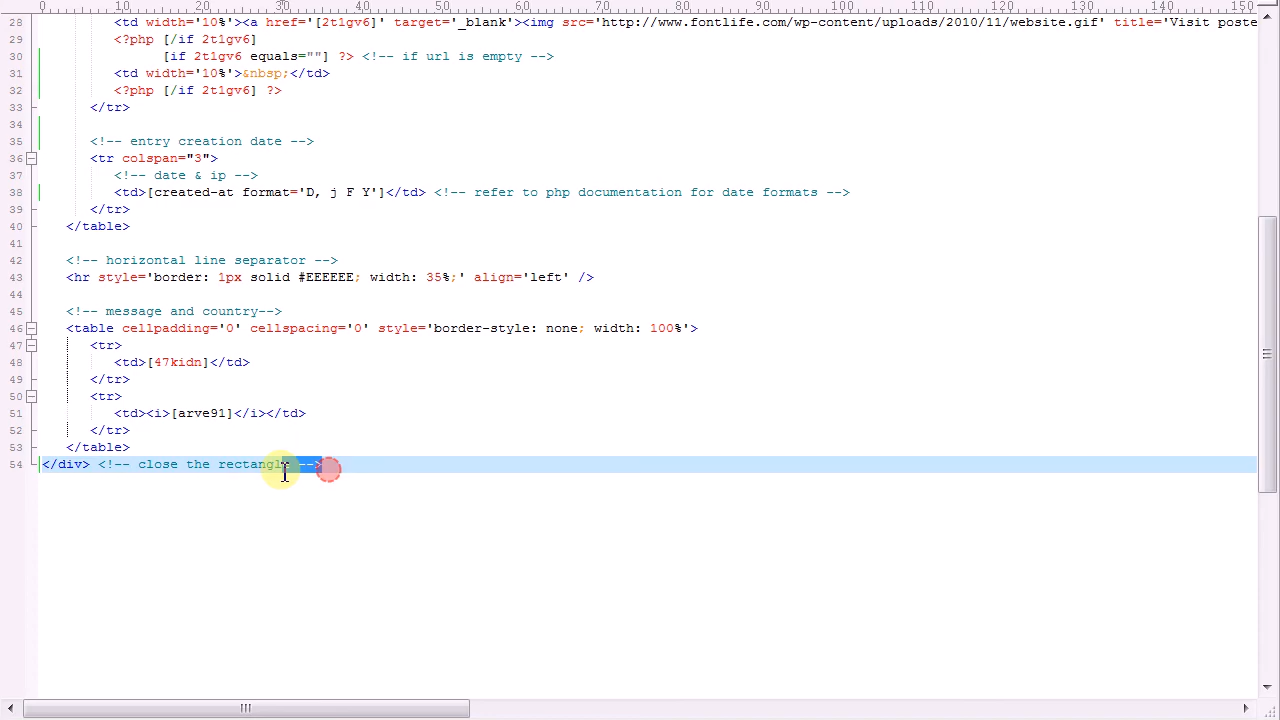 0 10 20 30 40 50 60 70 80 90 100 110 120 130 140 150
28 <td width='10%'><a href='[2t1gv6]' target='_blank'><img src='http://www.fontlife.com/wp-content/uploads/2010/11/website.gif' title='Visit poste
29 <?php [/if 2t1gv6]
30 [if 2t1gv6 equals=""] ?> <!-- if url is empty -->
31 <td width='10%'>&nbsp;</td>
32 <?php [/if 2t1gv6] ?>
33 </tr>
34
35 <!-- entry creation date -->
36 <tr colspan="3">
37 <!-- date & ip -->
38 <td>[created-at format='D, j F Y']</td> <!-- refer to php documentation for date formats -->
39 </tr>
40 </table>
41
42 <!-- horizontal line separator -->
43 <hr style='border: 1px solid #EEEEEE; width: 35%;' align='left' />
44
45 <!-- message and country-->
46 <table cellpadding='0' cellspacing='0' style='border-style: none; width: 100%'>
47 <tr>
48 <td>[47kidn]</td>
49 </tr>
50 <tr>
51 <td><i>[arve91]</i></td>
52 </tr>
53 </table>
54 </div> <!-- close the rectangle -->